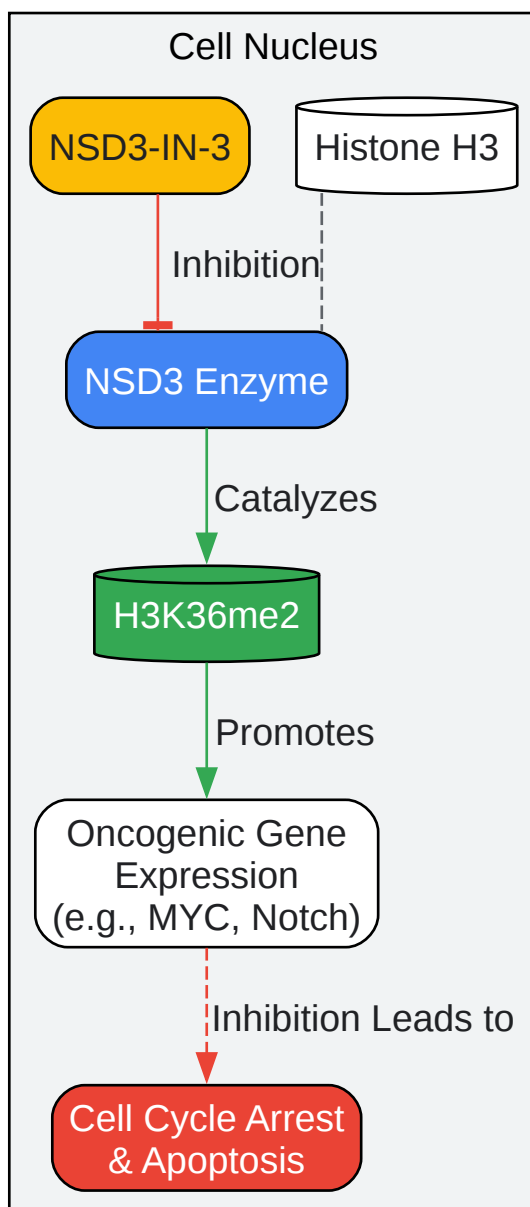 Cell Nucleus
NSD3-IN-3
Histone H3
Inhibition
NSD3 Enzyme
Catalyzes
H3K36me2
Promotes
Oncogenic Gene
Expression
(e.g., MYC, Notch)
Inhibition Leads to
Cell Cycle Arrest
& Apoptosis